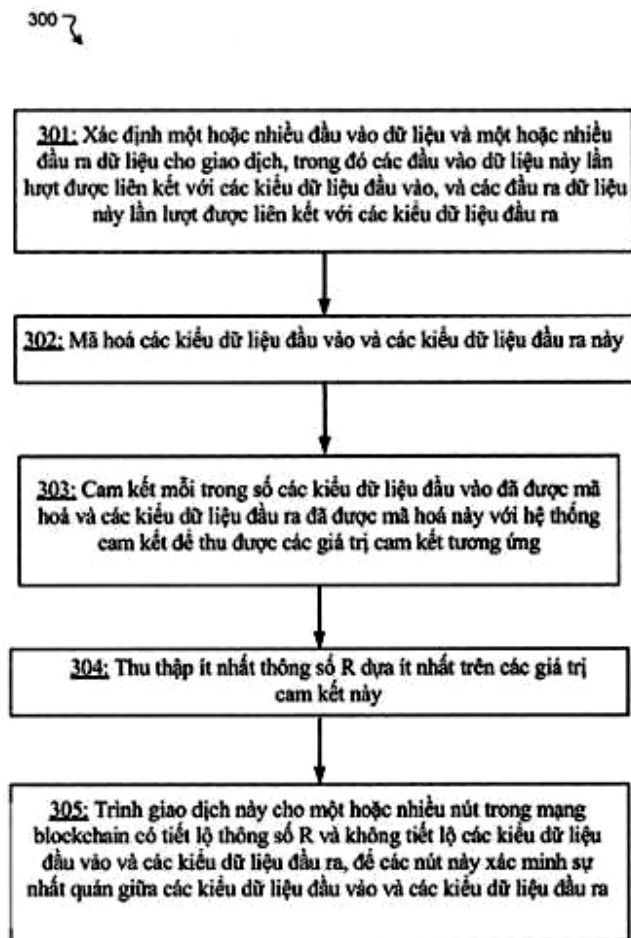 300
301: Xác định một hoặc nhiều đầu vào dữ liệu và một hoặc nhiều
đầu ra dữ liệu cho giao dịch, trong đó các đầu vào dữ liệu này lần
lượt được liên kết với các kiểu dữ liệu đầu vào, và các đầu ra dữ liệu
này lần lượt được liên kết với các kiểu dữ liệu đầu ra
302: Mã hoá các kiểu dữ liệu đầu vào và các kiểu dữ liệu đầu ra này
303: Cam kết mỗi trong số các kiểu dữ liệu đầu vào đã được mã
hoá và các kiểu dữ liệu đầu ra đã được mã hoá này với hệ thống
cam kết để thu được các giá trị cam kết tương ứng
304: Thu thập ít nhất thông số R dựa ít nhất trên các giá trị
cam kết này
305: Trình giao dịch này cho một hoặc nhiều nút trong mạng
blockchain có tiết lộ thông số R và không tiết lộ các kiểu dữ liệu
đầu vào và các kiểu dữ liệu đầu ra, để các nút này xác minh sự
nhất quán giữa các kiểu dữ liệu đầu vào và các kiểu dữ liệu đầu ra